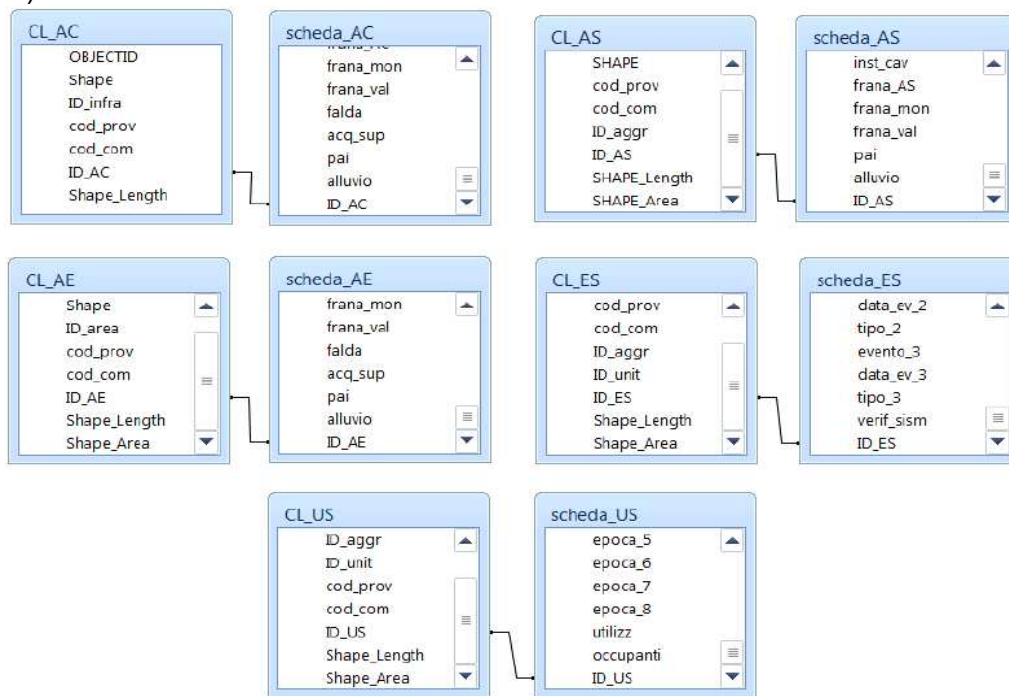 )
CL_AC
OBJECTID
Shape
ID_infra
cod_prov
cod_com
ID_AC
Shape_Length
scheda_AC
frana_mon
frana_val
falda
acq_sup
pai
alluvio
ID_AC
CL_AS
SHAPE
cod_prov
cod_com
ID_aggr
ID_AS
SHAPE_Length
SHAPE_Area
scheda_AS
inst_cav
frana_AS
frana_mon
frana_val
pai
alluvio
ID_AS
CL_AE
Shape
ID_area
cod_prov
cod_com
ID_AE
Shape_Length
Shape_Area
scheda_AE
frana_mon
frana_val
falda
acq_sup
pai
alluvio
ID_AE
CL_ES
cod_prov
cod_com
ID_aggr
ID_unit
ID_ES
Shape_Length
Shape_Area
scheda_ES
data_ev_2
tipo_2
evento_3
data_ev_3
tipo_3
verif_sism
ID_ES
CL_US
ID_aggr
ID_unit
cod_prov
cod_com
ID_US
Shape_Length
Shape_Area
scheda_US
epoca_5
epoca_6
epoca_7
epoca_8
utilizz
occupanti
ID_US